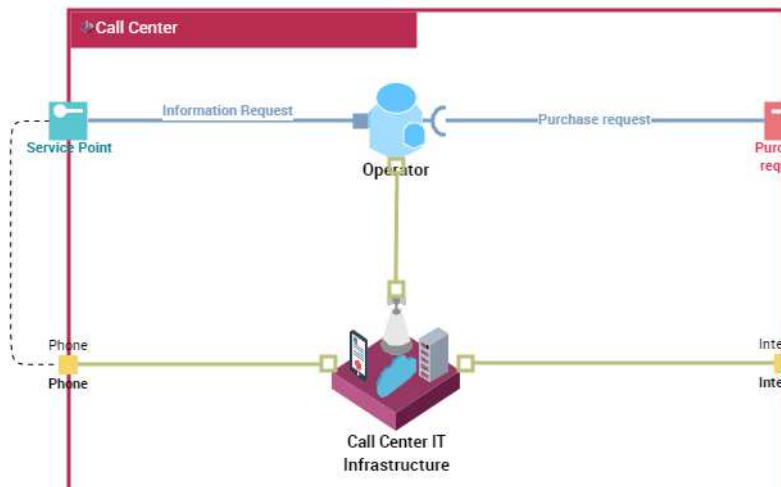 Call Center
Information Request
Purchase request
Service Point
Operator
Phone
Phone
Call Center IT
Infrastructure